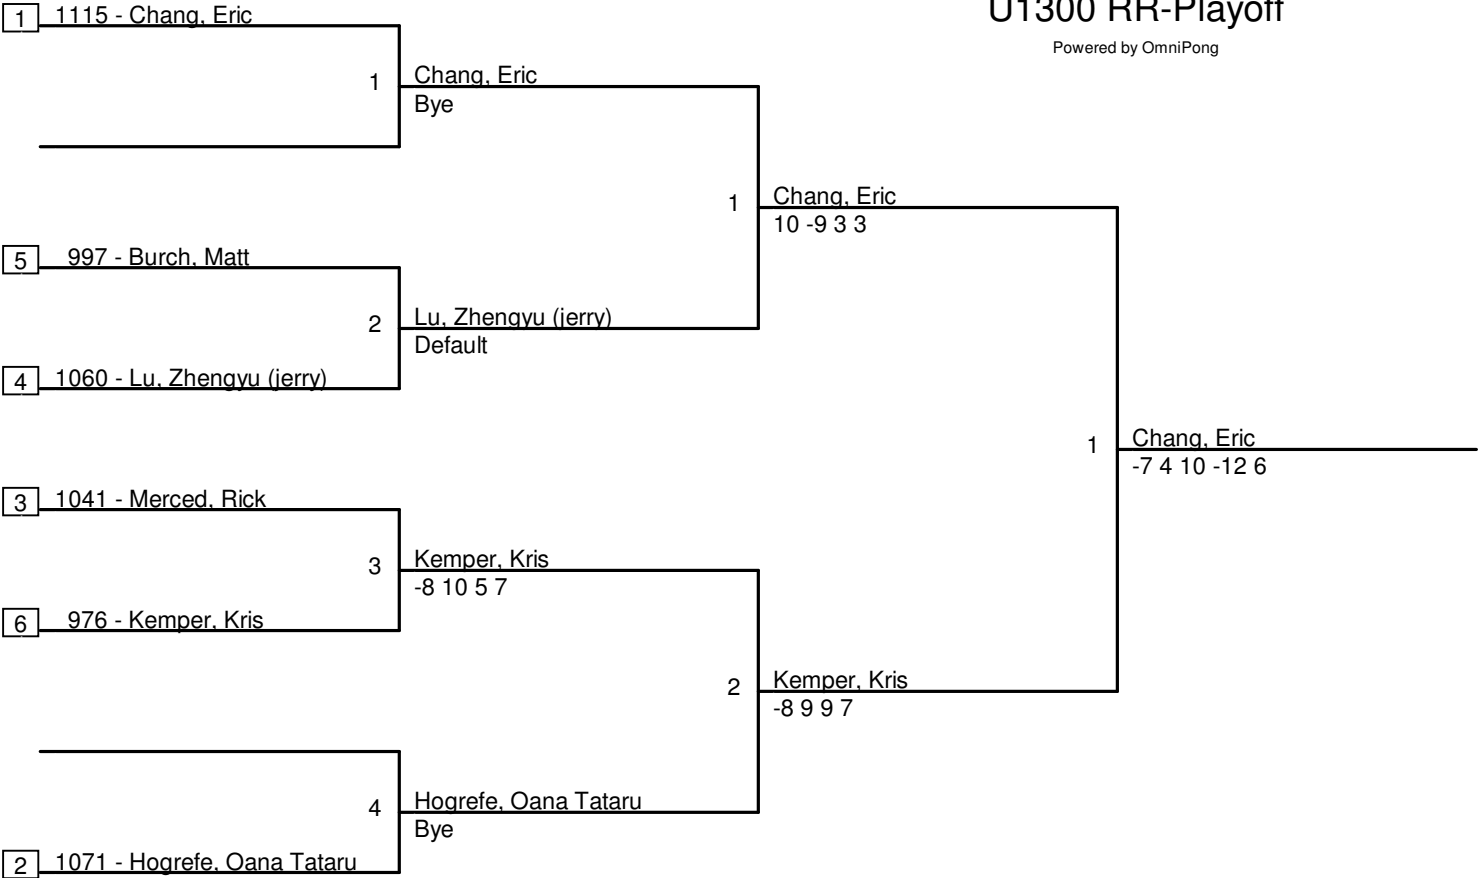 U1300 RR-Playoff
Powered by OmniPong
1 1115 - Chang, Eric
1 Chang, Eric
Bye
1 Chang, Eric
10 -9 3 3
5 997 - Burch, Matt
2 Lu, Zhengyu (jerry)
Default
4 1060 - Lu, Zhengyu (jerry)
1 Chang, Eric
-7 4 10 -12 6
3 1041 - Merced, Rick
3 Kemper, Kris
-8 10 5 7
6 976 - Kemper, Kris
2 Kemper, Kris
-8 9 9 7
4 Hogrefe, Oana Tataru
Bye
2 1071 - Hogrefe, Oana Tataru